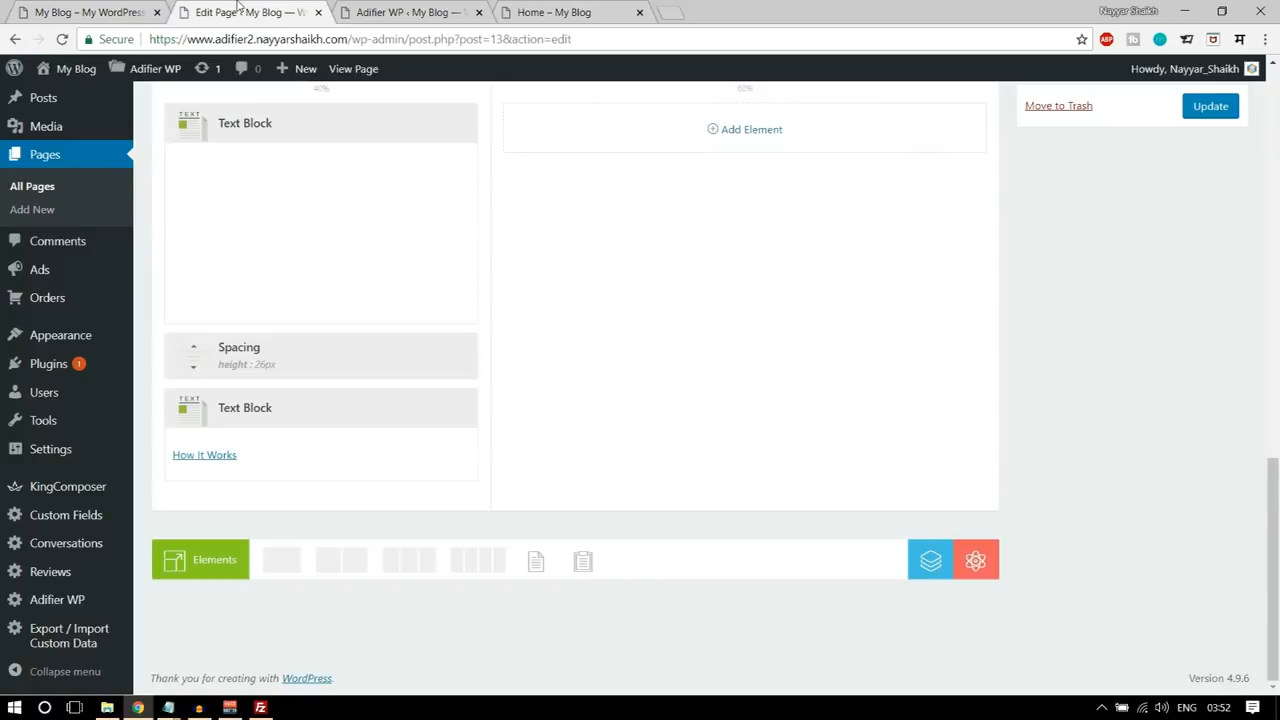 My Blog – My WordPress
Edit Page ‹ My Blog — W
Adifier WP ‹ My Blog —
Home – My Blog
Nayyar Shaikh
Secure
https://www.adifier2.nayyarshaikh.com/wp-admin/post.php?post=13&action=edit
My Blog
Adifier WP
1
0
New
View Page
Howdy, Nayyar_Shaikh
Posts
Media
Pages
All Pages
Add New
Comments
Ads
Orders
Appearance
Plugins 1
Users
Tools
Settings
KingComposer
Custom Fields
Conversations
Reviews
Adifier WP
Export / Import
Custom Data
Collapse menu
40%
60%
TEXT
Text Block
Add Element
Spacing
height : 26px
TEXT
Text Block
How It Works
Move to Trash
Update
Elements
Thank you for creating with WordPress.
Version 4.9.6
ENG
03:52